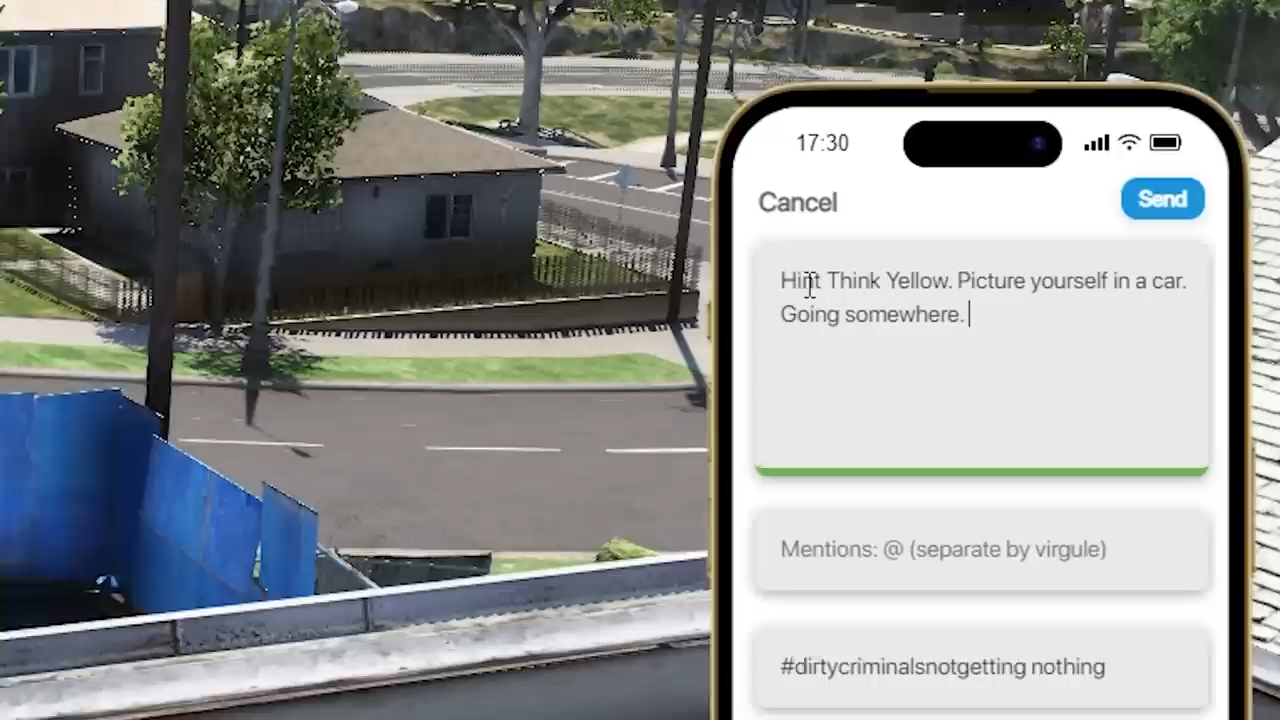 17:30
Cancel
Send
Hint Think Yellow. Picture yourself in a car.
Going somewhere.
Mentions: @ (separate by virgule)
#dirtycriminalsnotgetting nothing